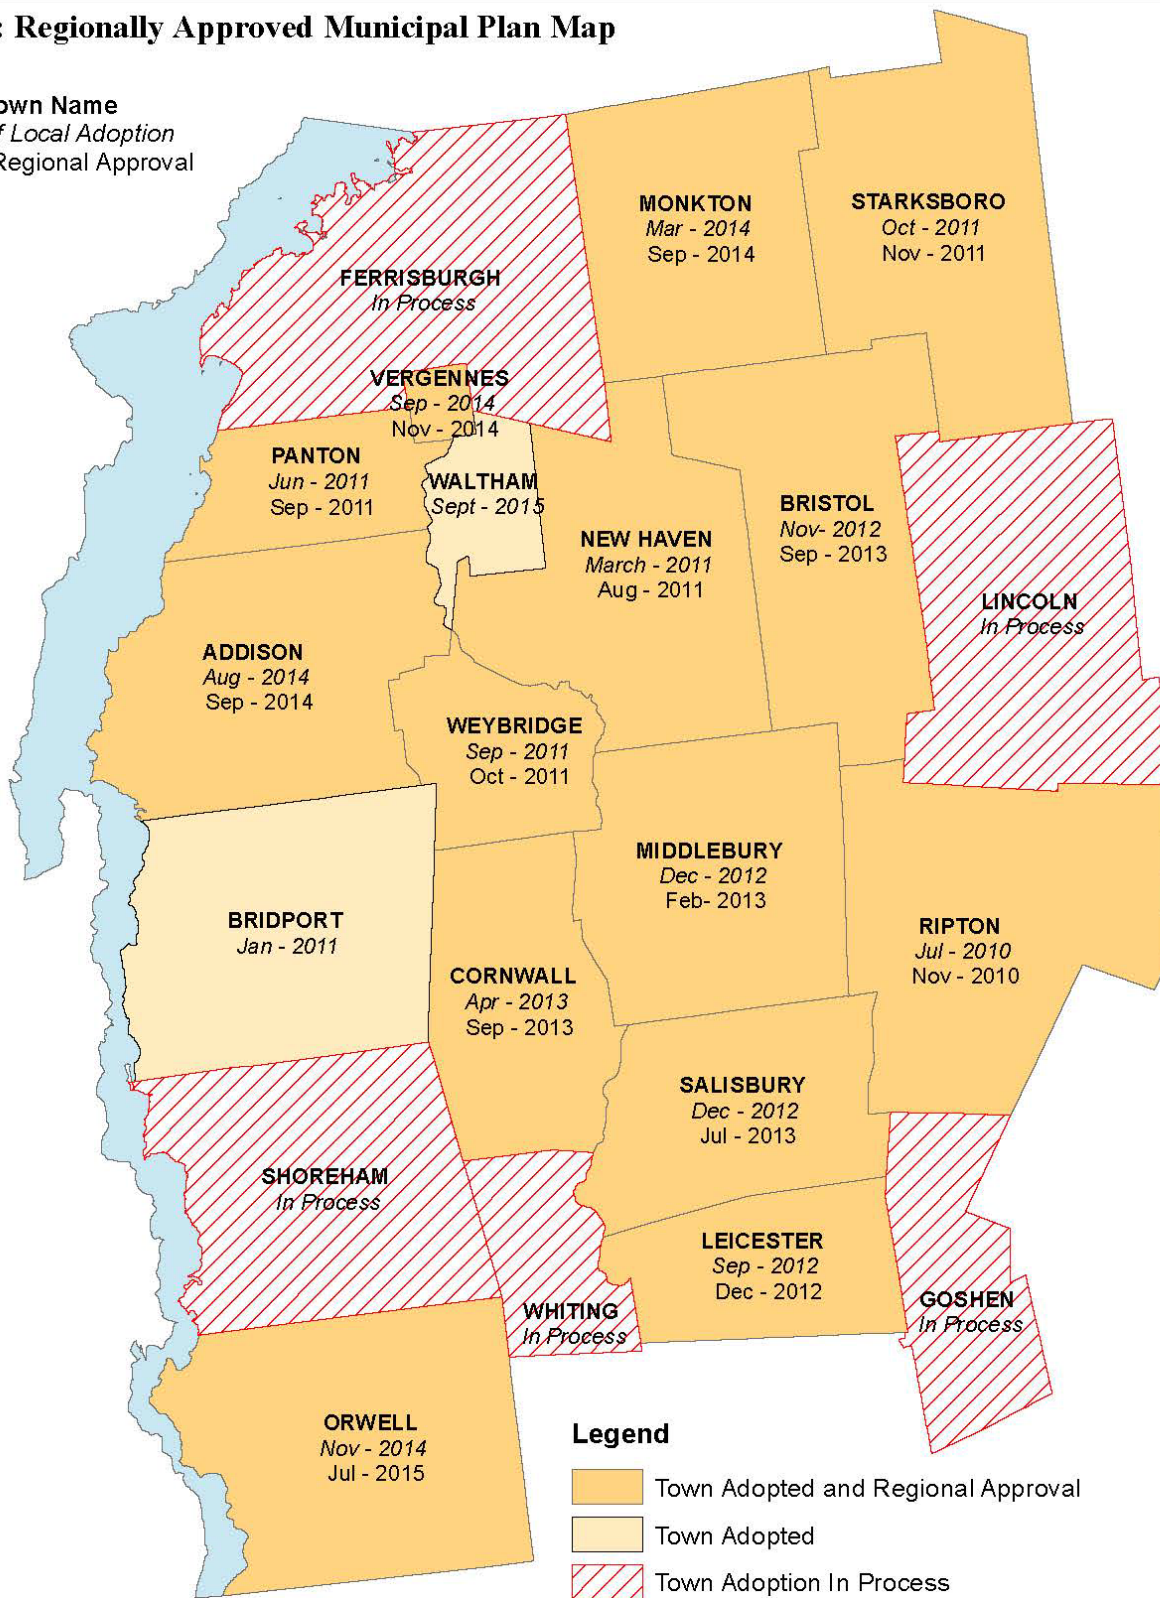 : Regionally Approved Municipal Plan Map
own Name
f Local Adoption
Regional Approval
MONKTON
Mar - 2014
Sep - 2014
STARKSBORO
Oct - 2011
Nov - 2011
FERRISBURGH
In Process
VERGENNES
Sep - 2014
Nov - 2014
PANTON
Jun - 2011
Sep - 2011
WALTHAM
Sept - 2015
NEW HAVEN
March - 2011
Aug - 2011
BRISTOL
Nov- 2012
Sep - 2013
LINCOLN
In Process
ADDISON
Aug - 2014
Sep - 2014
WEYBRIDGE
Sep - 2011
Oct - 2011
MIDDLEBURY
Dec - 2012
Feb- 2013
BRIDPORT
Jan - 2011
RIPTON
Jul - 2010
Nov - 2010
CORNWALL
Apr - 2013
Sep - 2013
SALISBURY
Dec - 2012
Jul - 2013
SHOREHAM
In Process
LEICESTER
Sep - 2012
Dec - 2012
WHITING
In Process
GOSHEN
In Process
ORWELL
Nov - 2014
Jul - 2015
Legend
Town Adopted and Regional Approval
Town Adopted
Town Adoption In Process